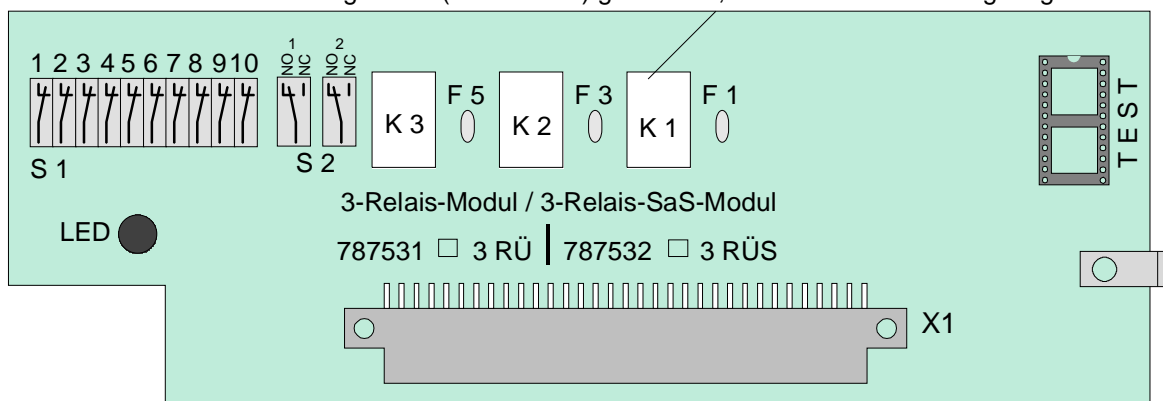 1 2 3 4 5 6 7 8 9 10
NO 1 NC
NO 2 NC
S 1
S 2
K 3
F 5
K 2
F 3
K 1
F 1
TEST
3-Relais-Modul / 3-Relais-SaS-Modul
LED
787531 3 RÜ 787532 3 RÜS
X1